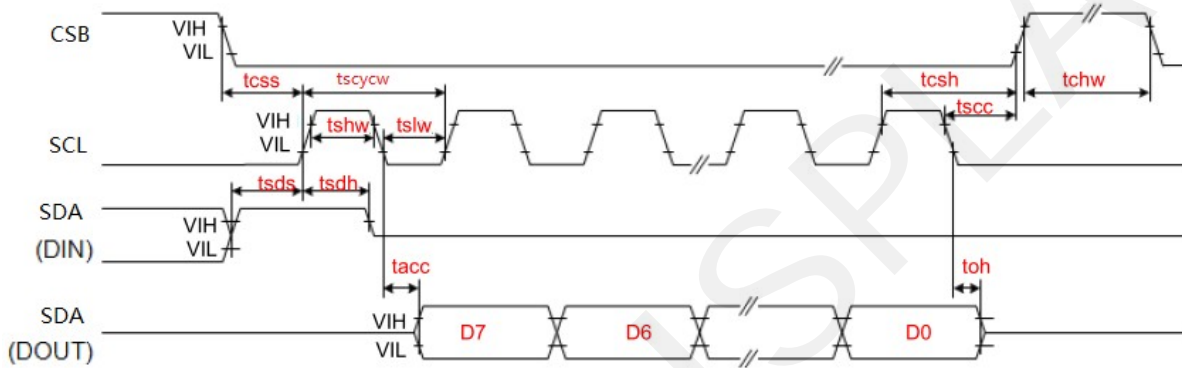 CSB
VIH
VIL
tcss
tscycw
tcsh
tchw
tscc
SCL
VIH
VIL
tshw
tslw
tsds
tsdh
SDA
(DIN)
VIH
VIL
tacc
toh
SDA
(DOUT)
VIH
VIL
D7
D6
D0
ISPLA